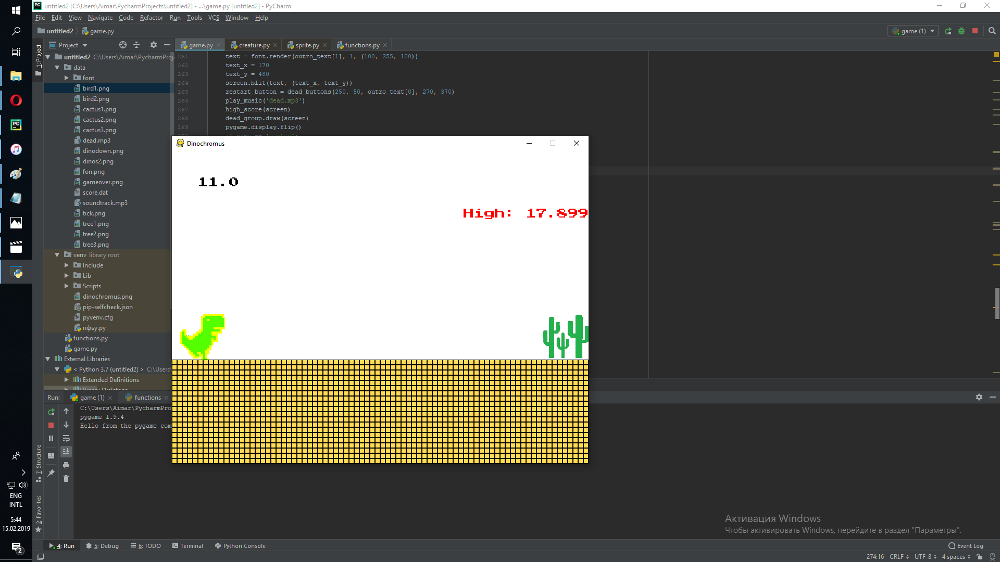 untitled2 [C:\Users\Aimar\PycharmProjects\untitled2] - ...\game.py [untitled2] - PyCharm
File Edit View Navigate Code Refactor Run Tools VCS Window Help
untitled2 game.py
game (1)
Project
game.py creature.py sprite.py functions.py
1: Project
untitled2 C:\Users\Aimar\PycharmProj
data
font
bird1.png
bird2.png
cactus1.png
cactus2.png
cactus3.png
dead.mp3
dinodown.png
dinos2.png
fon.png
gameover.png
score.dat
soundtrack.mp3
tick.png
tree1.png
tree2.png
tree3.png
venv library root
Include
Lib
Scripts
dinochromus.png
pip-selfcheck.json
pyvenv.cfg
пфьу.py
functions.py
game.py
External Libraries
< Python 3.7 (untitled2) > C:\Users\
Extended Definitions
Binary Skeletons
261 text = font.render(outro_text[1], 1, (100, 255, 100))
262 text_x = 170
263 text_y = 480
264 screen.blit(text, (text_x, text_y))
265 restart_button = dead_buttons(250, 50, outro_text[0], 270, 370)
266 play_music('dead.mp3')
267 high_score(screen)
268 dead_group.draw(screen)
269 pygame.display.flip()
Dinochromus
11.0
High: 17.899
Run: game (1) functions
C:\Users\Aimar\PycharmPro
pygame 1.9.4
Hello from the pygame com
7: Structure
2: Favorites
Активация Windows
Чтобы активировать Windows, перейдите в раздел "Параметры".
4: Run 5: Debug 6: TODO Terminal Python Console
Event Log
274:16 CRLF UTF-8 4 spaces
ENG
INTL
5:44
15.02.2019
2